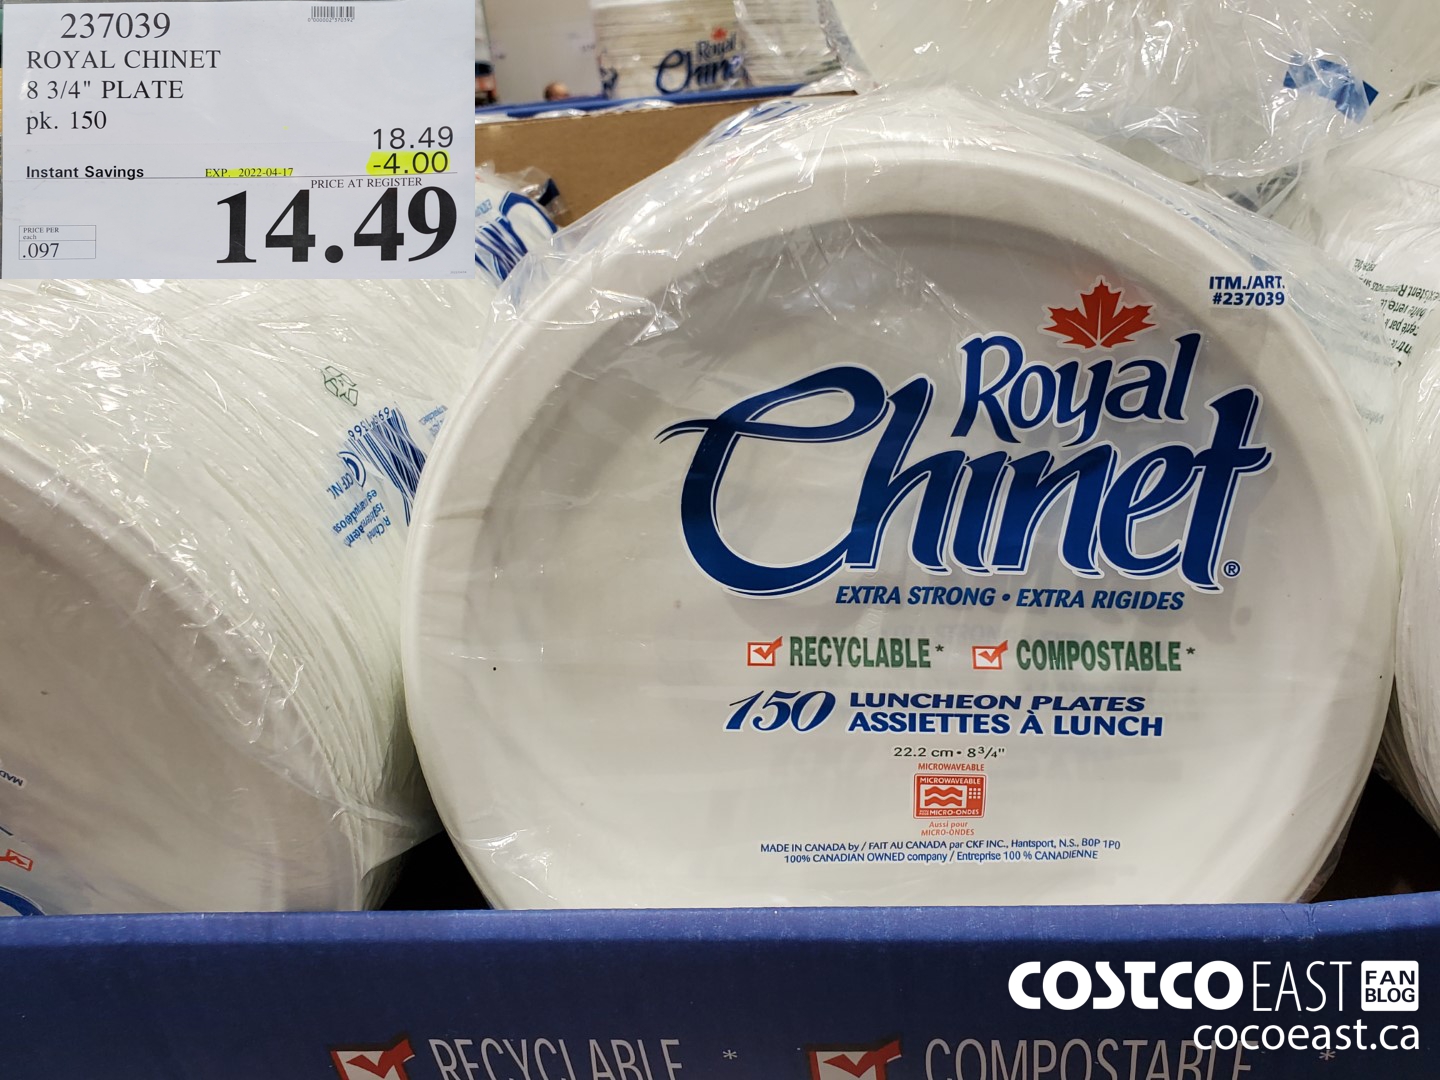 237039
ROYAL CHINET
8 3/4" PLATE
pk. 150
18.49
Instant Savings EXP. 2022-04-17 -4.00
PRICE AT REGISTER
14.49
PRICE PER
each
.097
Royal
Chinet
ITM./ART.
#237039
Royal
Chinet®
EXTRA STRONG • EXTRA RIGIDES
RECYCLABLE* COMPOSTABLE*
150 LUNCHEON PLATES
ASSIETTES À LUNCH
22.2 cm • 8 3/4"
MICROWAVEABLE
MICROWAVEABLE
MICRO-ONDES
Aussi pour
MICRO-ONDES
MADE IN CANADA by / FAIT AU CANADA par CKF INC., Hantsport, N.S., B0P 1P0
100% CANADIAN OWNED company / Entreprise 100 % CANADIENNE
RECYCLABLE * COMPOSTABLE *
COSTCO EAST FAN BLOG
cocoeast.ca